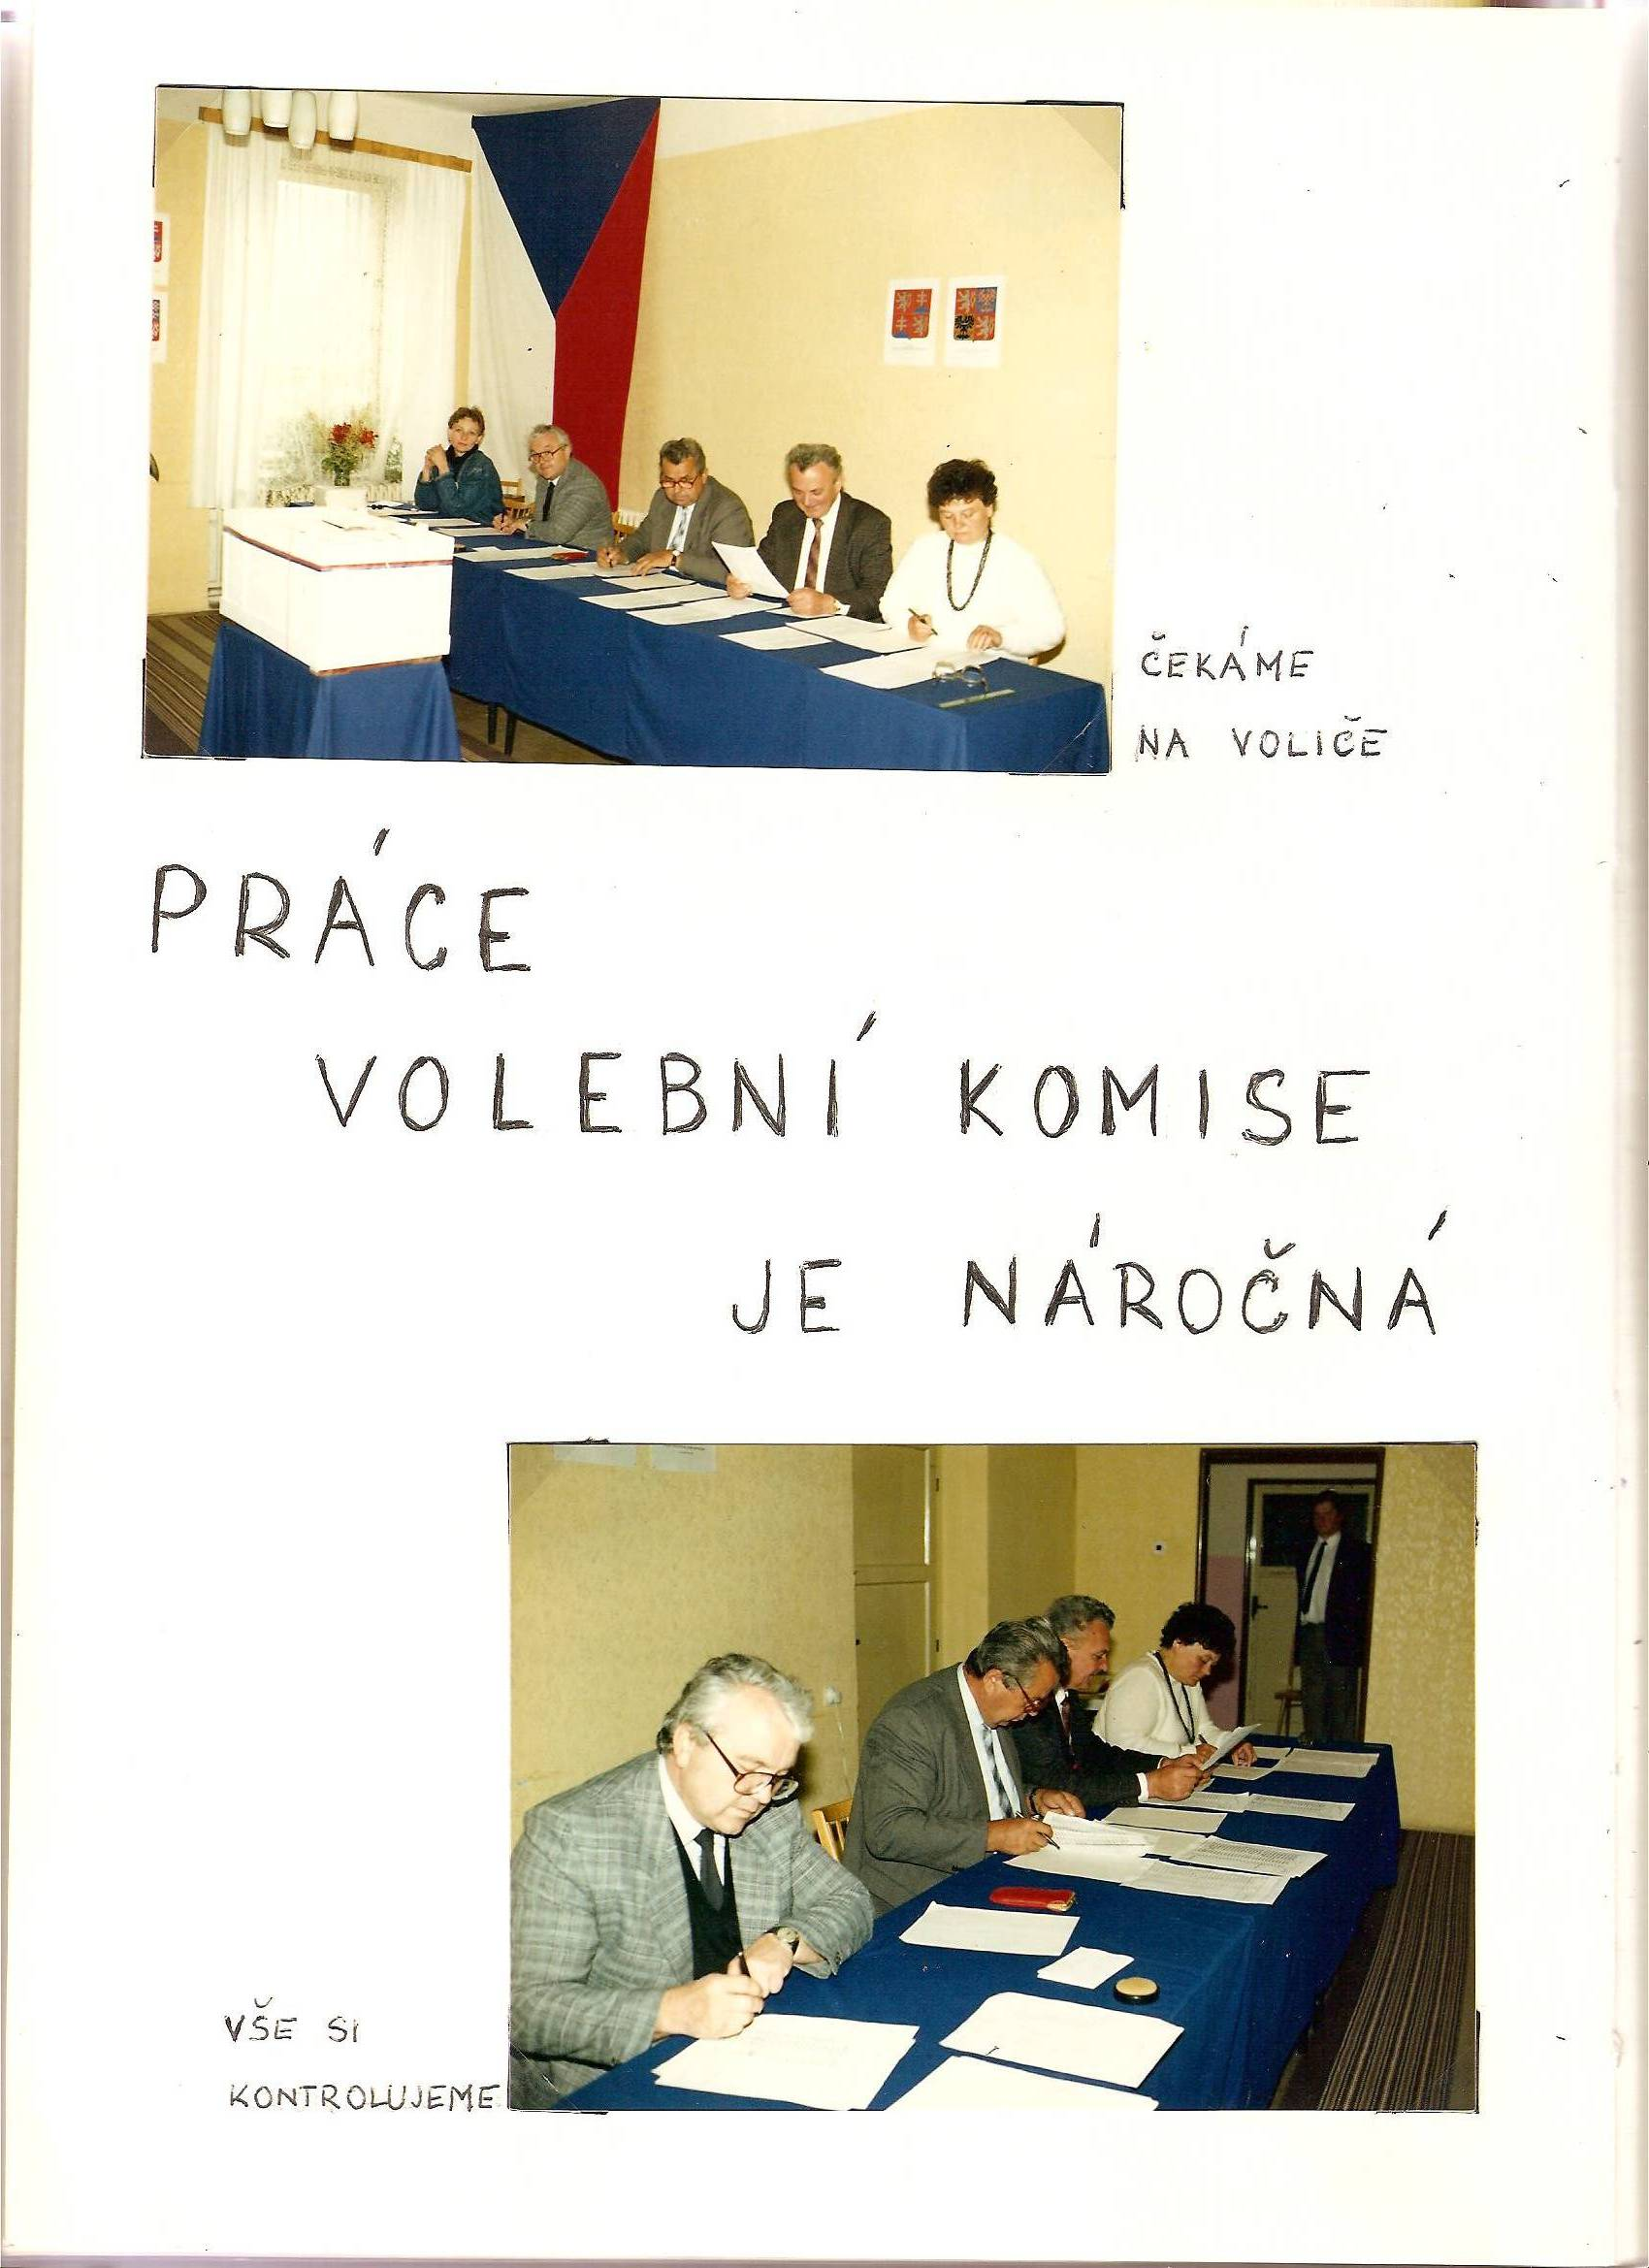 ČEKÁME
NA VOLIČE
PRÁCE
VOLEBNÍ KOMISE
JE NÁROČNÁ
VŠE SI
KONTROLUJEME